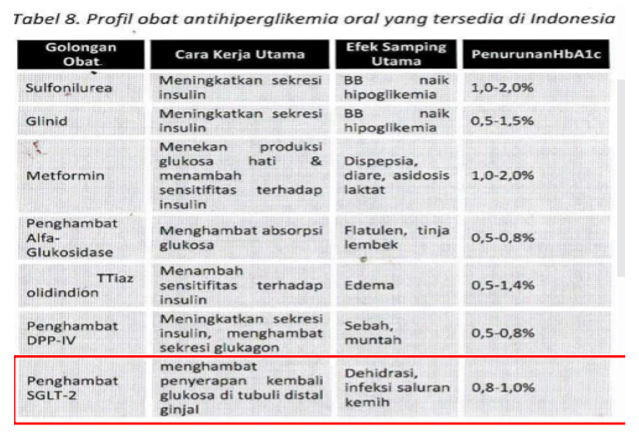 Tabel 8. Profil obat antihiperglikemia oral yang tersedia di Indonesia
Golongan
Obat
Cara Kerja Utama
Efek Samping
Utama
PenurunanHbA1c
Sulfonilurea
Meningkatkan sekresi
insulin
BB naik
hipoglikemia
1,0-2,0%
Glinid
Meningkatkan sekresi
insulin
BB naik
hipoglikemia
0,5-1,5%
Metformin
Menekan produksi
glukosa hati &
menambah
sensitifitas terhadap
insulin
Dispepsia,
diare, asidosis
laktat
1,0-2,0%
Penghambat
Alfa-
Glukosidase
Menghambat absorpsi
glukosa
Flatulen, tinja
lembek
0,5-0,8%
TTiaz
olidindion
Menambah
sensitifitas terhadap
insulin
Edema
0,5-1,4%
Penghambat
DPP-IV
Meningkatkan sekresi
insulin, menghambat
sekresi glukagon
Sebah,
muntah
0,5-0,8%
Penghambat
SGLT-2
menghambat
penyerapan kembali
glukosa di tubuli distal
ginjal
Dehidrasi,
infeksi saluran
kemih
0,8-1,0%